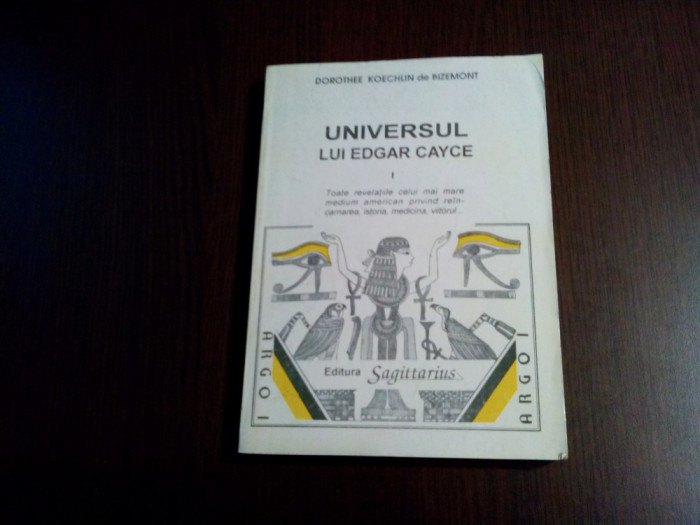 DOROTHEE KOECHLIN de BIZEMONT
UNIVERSUL
LUI EDGAR CAYCE
I
Toate revelațiile celui mai mare
medium american privind reîn-
carnarea, istoria, medicina, viitorul...
ARGO I
ARGO I
Editura Sagittarius